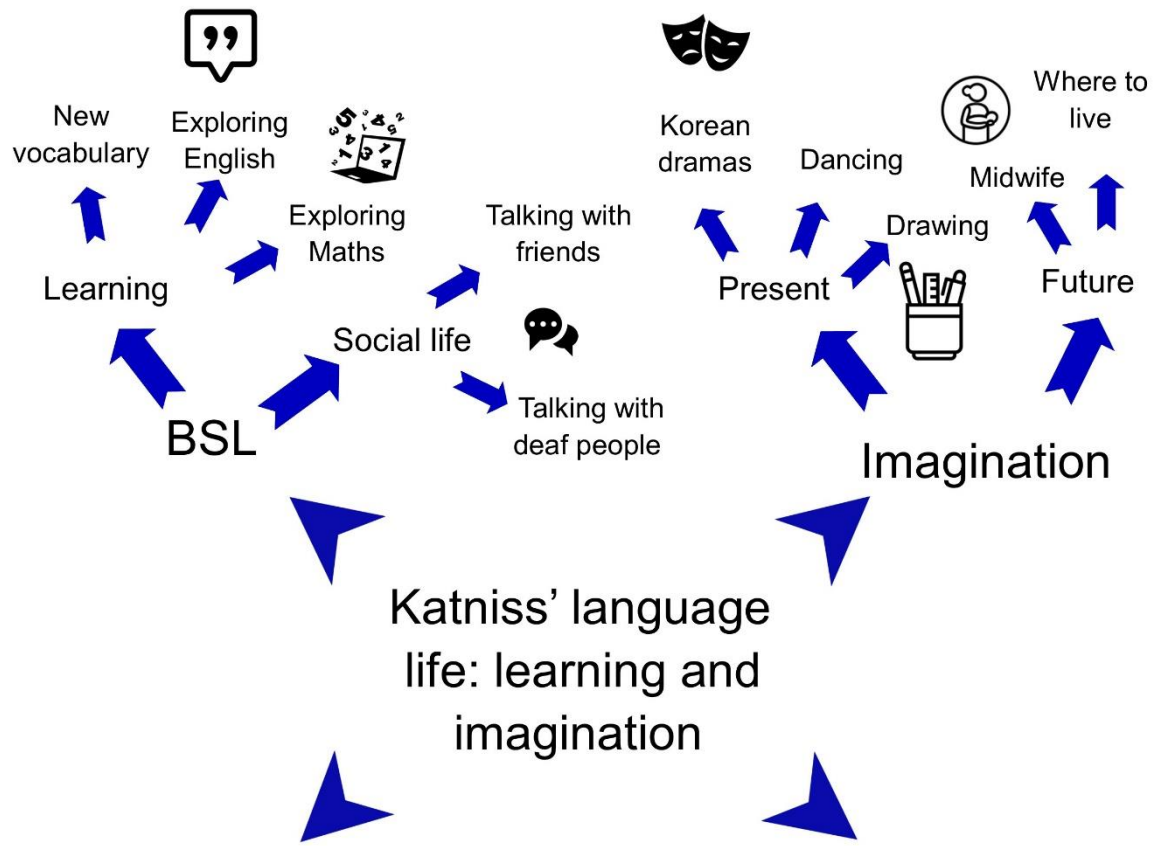 New
vocabulary
Exploring
English
Exploring
Maths
Learning
Talking with
friends
Social life
Talking with
deaf people
BSL
Korean
dramas
Dancing
Drawing
Present
Midwife
Where to
live
Future
Imagination
Katniss’ language
life: learning and
imagination